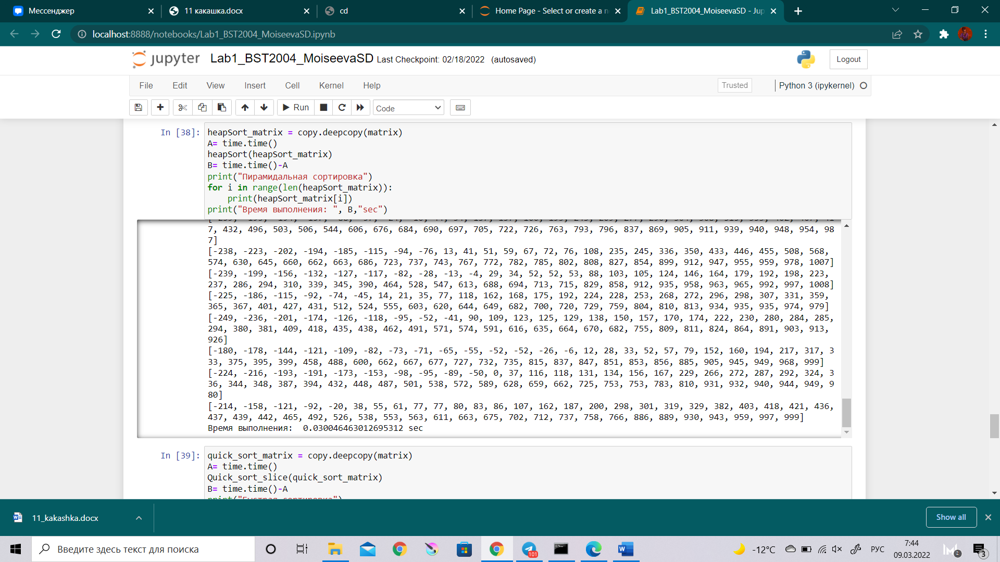 Мессенджер
11 какашка.docx
cd
Home Page - Select or create a n
Lab1_BST2004_MoiseevaSD - Jup
localhost:8888/notebooks/Lab1_BST2004_MoiseevaSD.ipynb
jupyter Lab1_BST2004_MoiseevaSD Last Checkpoint: 02/18/2022 (autosaved)
Logout
File Edit View Insert Cell Kernel Help
Trusted Python 3 (ipykernel)
Run Code
In [38]: heapSort_matrix = copy.deepcopy(matrix)
A= time.time()
heapSort(heapSort_matrix)
B= time.time()-A
print("Пирамидальная сортировка")
for i in range(len(heapSort_matrix)):
print(heapSort_matrix[i])
print("Время выполнения: ", B,"sec")
7, 432, 496, 503, 506, 544, 606, 676, 684, 690, 697, 705, 722, 726, 763, 793, 796, 837, 869, 905, 911, 939, 940, 948, 954, 98
7]
[-238, -223, -202, -194, -185, -115, -94, -76, 13, 41, 51, 59, 67, 72, 76, 108, 235, 245, 336, 350, 433, 446, 455, 508, 568,
574, 630, 645, 660, 662, 663, 686, 723, 737, 743, 767, 772, 782, 785, 802, 808, 827, 854, 899, 912, 947, 955, 959, 978, 1007]
[-239, -199, -156, -132, -127, -117, -82, -28, -13, -4, 29, 34, 52, 52, 53, 88, 103, 105, 124, 146, 164, 179, 192, 198, 223,
237, 286, 294, 310, 339, 345, 390, 464, 528, 547, 613, 688, 694, 713, 715, 829, 858, 912, 935, 958, 963, 965, 992, 997, 1008]
[-225, -186, -115, -92, -74, -45, 14, 21, 35, 77, 118, 162, 168, 175, 192, 224, 228, 253, 268, 272, 296, 298, 307, 331, 359,
365, 367, 401, 427, 431, 512, 524, 555, 603, 620, 644, 649, 682, 700, 720, 729, 759, 804, 810, 813, 934, 935, 935, 974, 979]
[-249, -236, -201, -174, -126, -118, -95, -52, -41, 90, 109, 123, 125, 129, 138, 150, 157, 170, 174, 222, 230, 280, 284, 285,
294, 380, 381, 409, 418, 435, 438, 462, 491, 571, 574, 591, 616, 635, 664, 670, 682, 755, 809, 811, 824, 864, 891, 903, 913,
926]
[-180, -178, -144, -121, -109, -82, -73, -71, -65, -55, -52, -52, -26, -6, 12, 28, 33, 52, 57, 79, 152, 160, 194, 217, 317, 3
33, 375, 395, 399, 458, 488, 600, 662, 667, 677, 727, 732, 735, 815, 837, 847, 851, 853, 856, 885, 905, 945, 949, 968, 999]
[-224, -216, -193, -191, -173, -153, -98, -95, -89, -50, 0, 37, 116, 118, 131, 134, 156, 167, 229, 266, 272, 287, 292, 324, 3
36, 344, 348, 387, 394, 432, 448, 487, 501, 538, 572, 589, 628, 659, 662, 725, 753, 753, 783, 810, 931, 932, 940, 944, 949, 9
80]
[-214, -158, -121, -92, -20, 38, 55, 61, 77, 77, 80, 83, 86, 107, 162, 187, 200, 298, 301, 319, 329, 382, 403, 418, 421, 436,
437, 439, 442, 465, 492, 526, 538, 553, 563, 611, 663, 675, 702, 712, 737, 758, 766, 886, 889, 930, 943, 959, 997, 999]
Время выполнения: 0.030046463012695312 sec
In [39]: quick_sort_matrix = copy.deepcopy(matrix)
A= time.time()
Quick_sort_slice(quick_sort_matrix)
B= time.time()-A
print("Быстрая сортировка")
11_kakashka.docx
Show all
Введите здесь текст для поиска
101
-12°C
РУС
7:44
09.03.2022
2
3